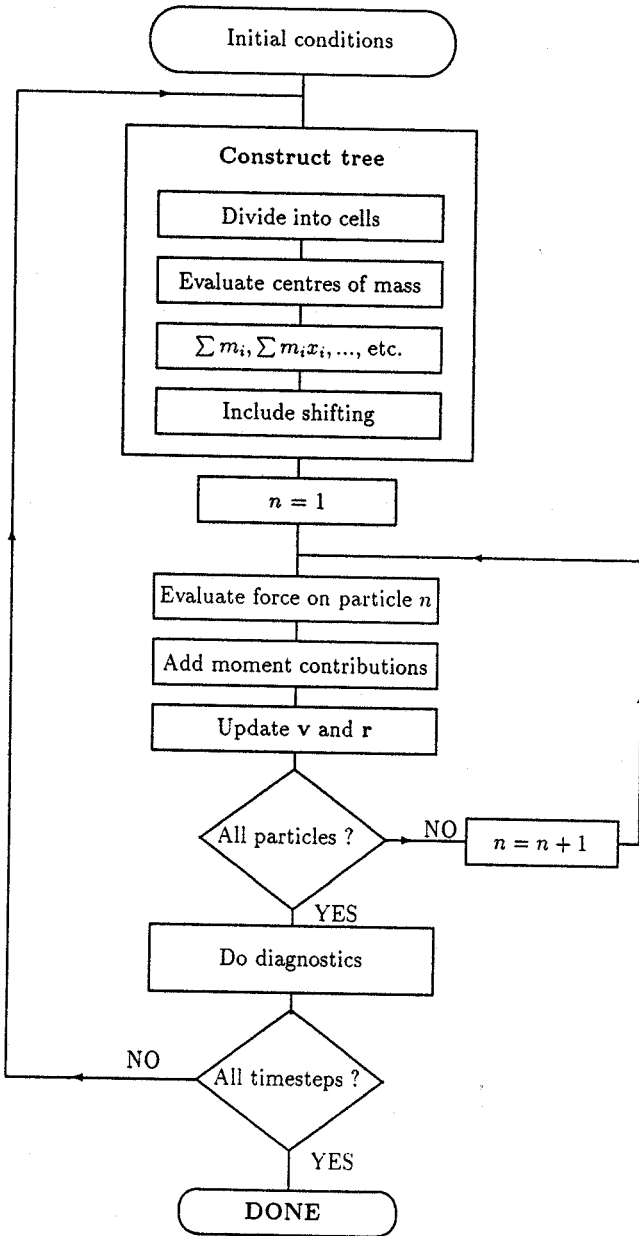 Initial conditions
Construct tree
Divide into cells
Evaluate centres of mass
∑ mᵢ, ∑ mᵢxᵢ, ..., etc.
Include shifting
n = 1
Evaluate force on particle n
Add moment contributions
Update v and r
All particles ?
NO
n = n + 1
YES
Do diagnostics
NO
All timesteps ?
YES
DONE